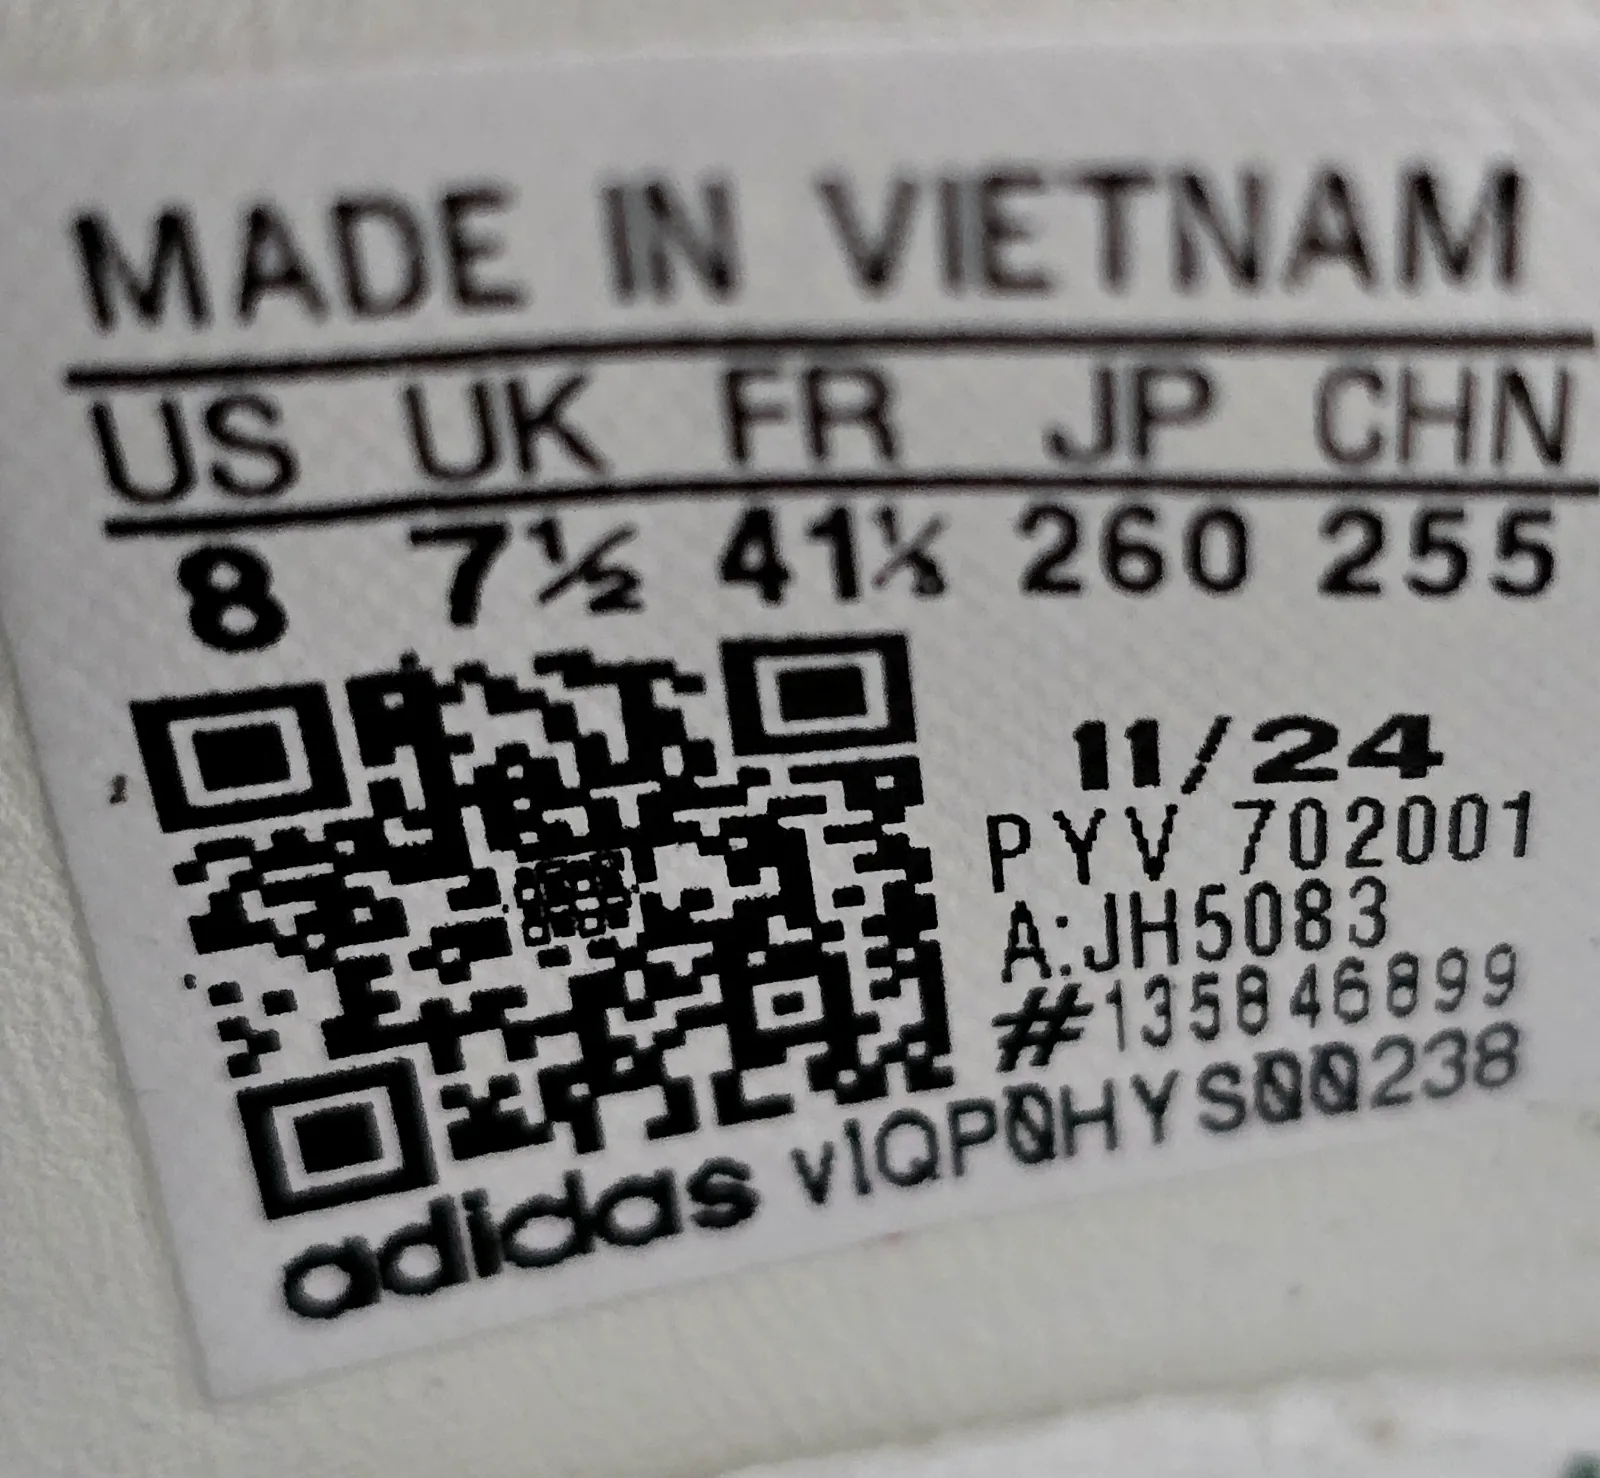 MADE IN VIETNAM
US UK FR JP CHN
8 7½ 41⅓ 260 255
11/24
PYV 702001
A:JH5083
#135846899
adidas v1QP0HYS00238